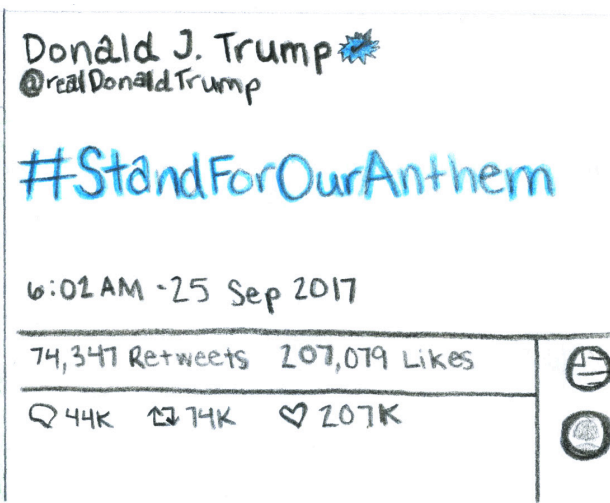 Donald J. Trump
@realDonaldTrump
#StandForOurAnthem
6:02 AM - 25 Sep 2017
74,347 Retweets 207,079 Likes
44K 74K 207K